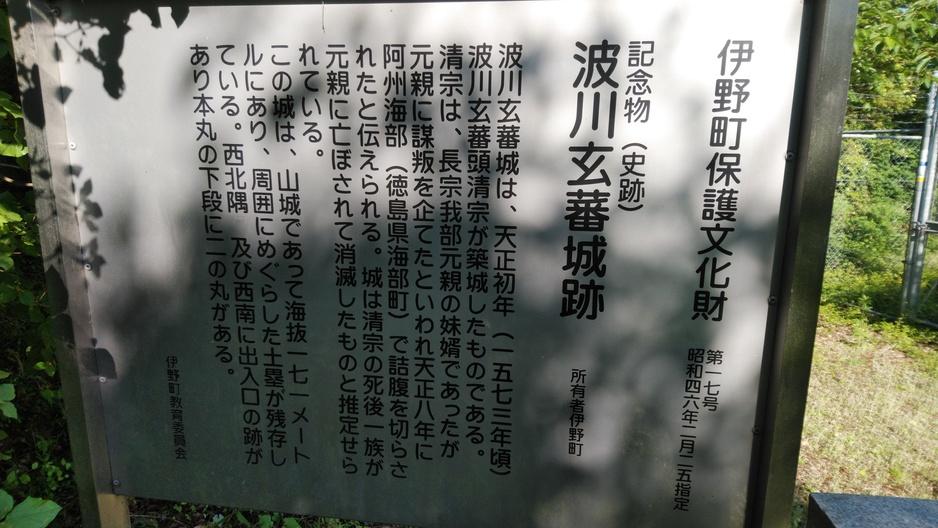 伊野町保護文化財
第一七号
昭和四六年二月二五指定
記念物（史跡）
波川玄蕃城跡
所有者伊野町
波川玄蕃城は、天正初年（一五七三年頃）
波川玄蕃頭清宗が築城したものである。
清宗は、長宗我部元親の妹婿であったが
元親に謀叛を企てたといわれ天正八年に
阿州海部（徳島県海部町）で詰腹を切らさ
れたと伝えられる。城は清宗の死後一族が
元親に亡ぼされて消滅したものと推定せら
れている。
この城は、山城であって海抜一七一メート
ルにあり、周囲にめぐらした土塁が残存し
ている。西北隅　及び西南に出入口の跡が
あり本丸の下段に二の丸がある。
伊野町教育委員会